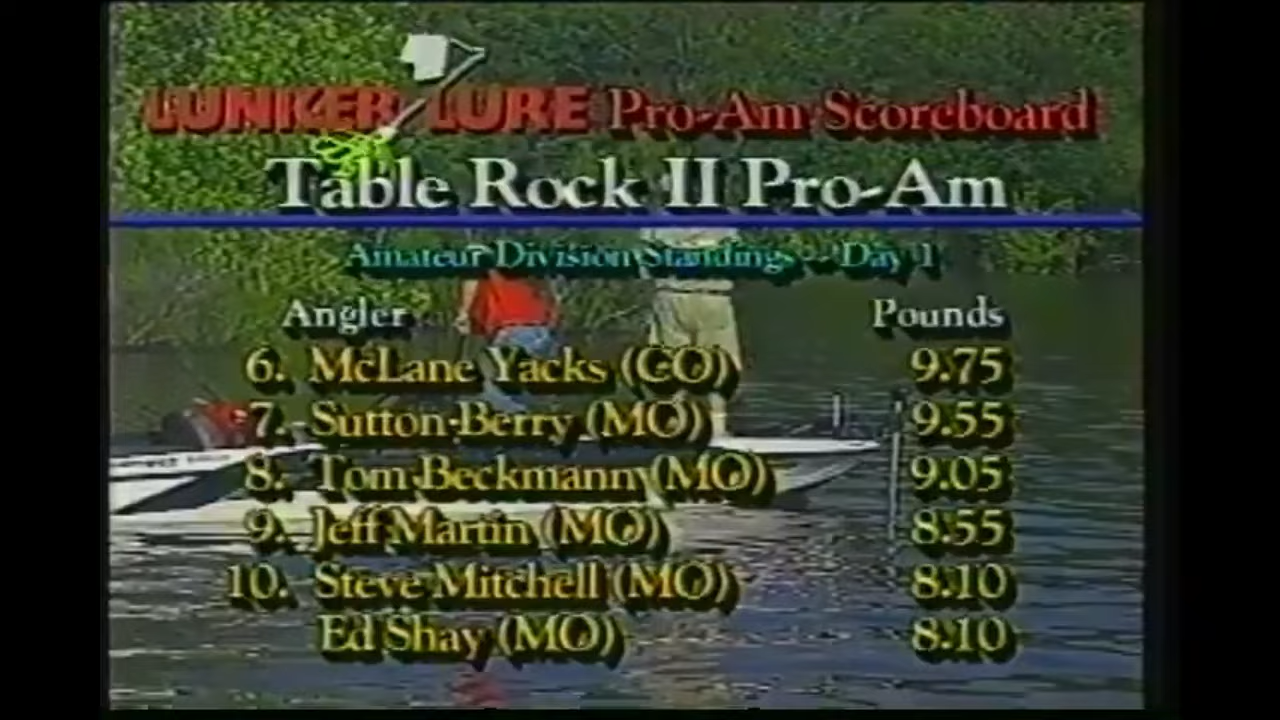 LUNKER LURE Pro-Am Scoreboard
Table Rock II Pro-Am
Amateur Division Standings -- Day 1
Angler Pounds
6. McLane Yacks (CO) 9.75
7. Sutton Berry (MO) 9.55
8. Tom Beckmann (MO) 9.05
9. Jeff Martin (MO) 8.55
10. Steve Mitchell (MO) 8.10
Ed Shay (MO) 8.10